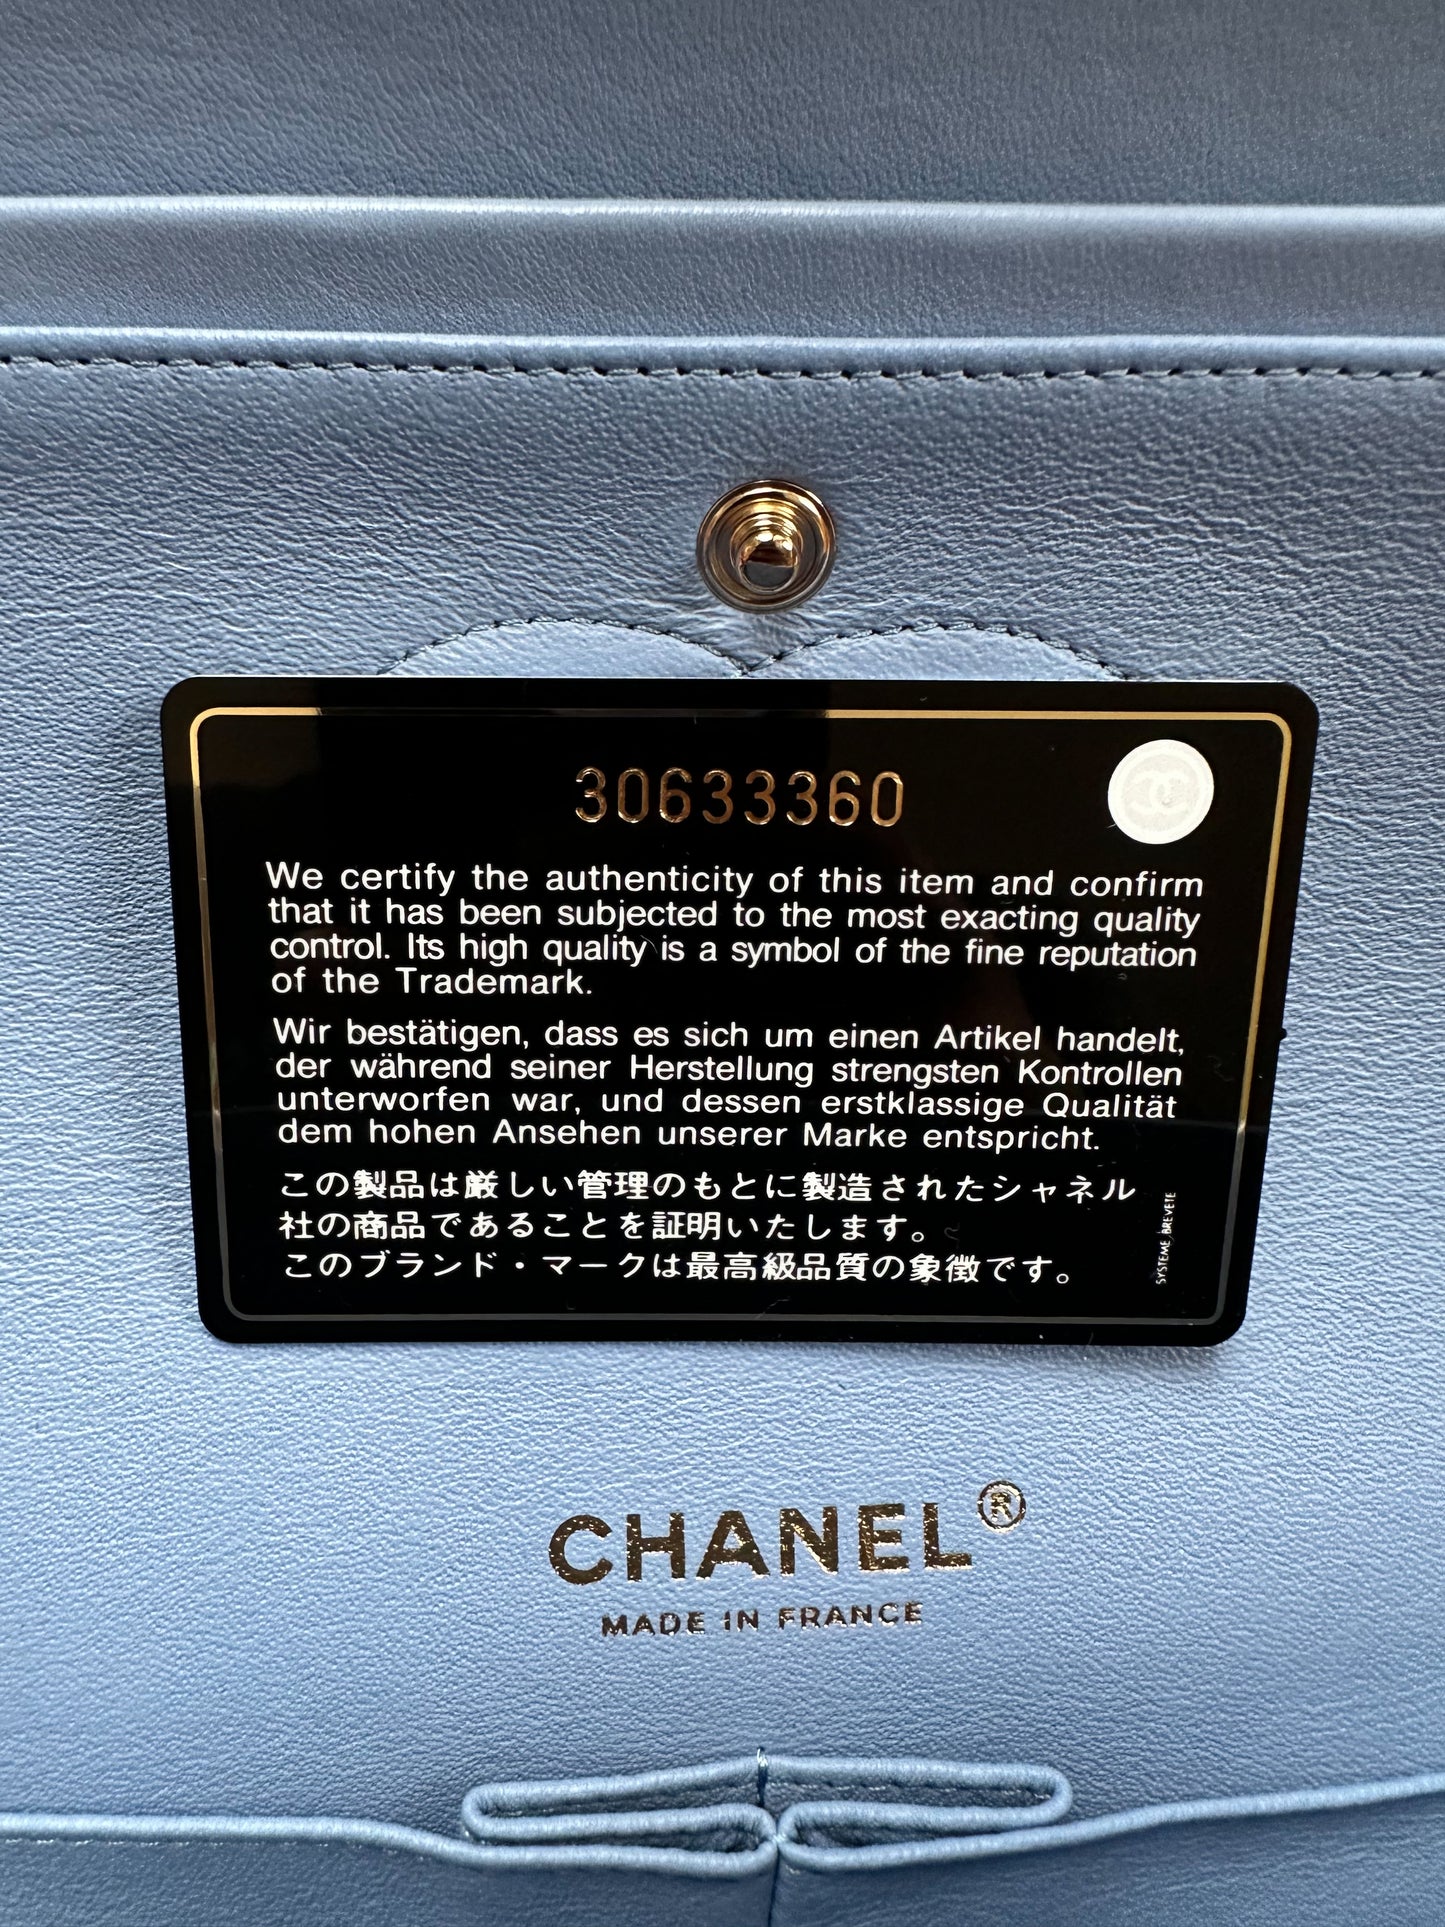 30633360
We certify the authenticity of this item and confirm
that it has been subjected to the most exacting quality
control. Its high quality is a symbol of the fine reputation
of the Trademark.
Wir bestätigen, dass es sich um einen Artikel handelt,
der während seiner Herstellung strengsten Kontrollen
unterworfen war, und dessen erstklassige Qualität
dem hohen Ansehen unserer Marke entspricht.
この製品は厳しい管理のもとに製造されたシャネル
社の商品であることを証明いたします。
このブランド・マークは最高級品質の象徴です。
SYSTEME BREVETE
CHANEL®
MADE IN FRANCE